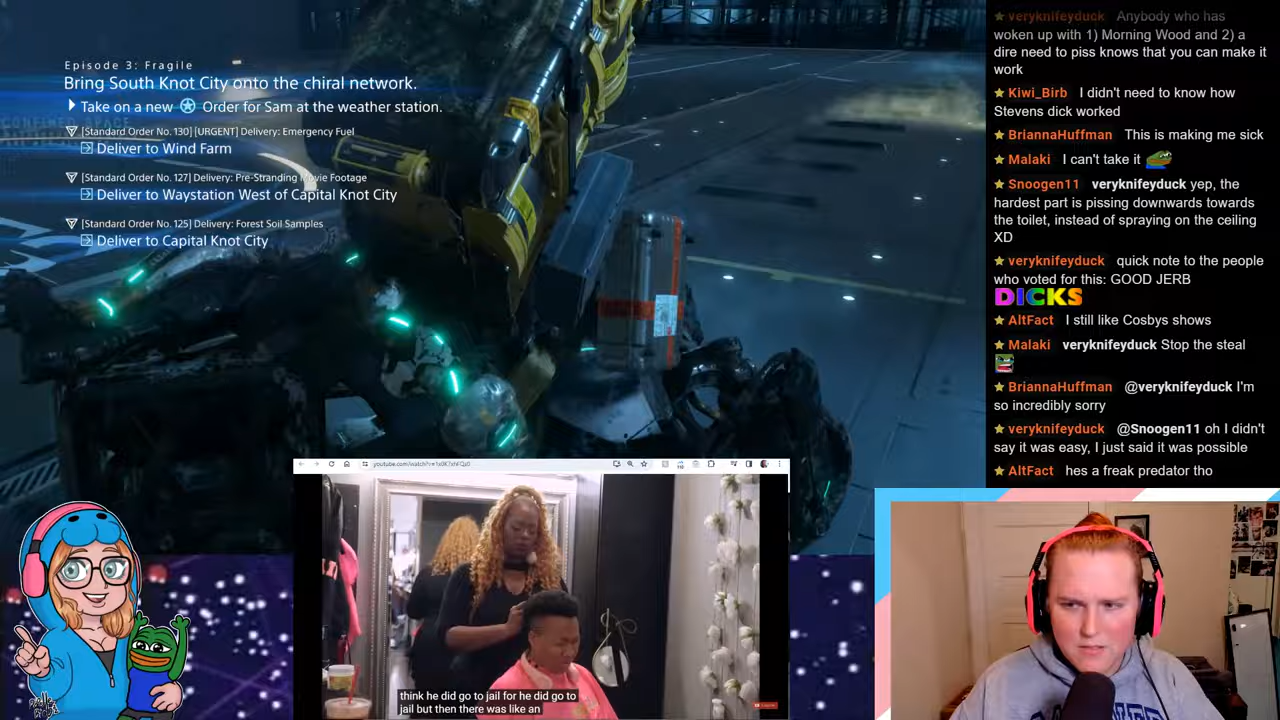 Episode 3: Fragile
Bring South Knot City onto the chiral network.
Take on a new Order for Sam at the weather station.
[Standard Order No. 130] [URGENT] Delivery: Emergency Fuel
Deliver to Wind Farm
[Standard Order No. 127] Delivery: Pre-Stranding Movie Footage
Deliver to Waystation West of Capital Knot City
[Standard Order No. 125] Delivery: Forest Soil Samples
Deliver to Capital Knot City
veryknifeyduck Anybody who has
woken up with 1) Morning Wood and 2) a
dire need to piss knows that you can make it
work
Kiwi_Birb I didn't need to know how
Stevens dick worked
BriannaHuffman This is making me sick
Malaki I can't take it
Snoogen11 veryknifeyduck yep, the
hardest part is pissing downwards towards
the toilet, instead of spraying on the ceiling
XD
veryknifeyduck quick note to the people
who voted for this: GOOD JERB
DICKS
AltFact I still like Cosbys shows
Malaki veryknifeyduck Stop the steal
BriannaHuffman @veryknifeyduck I'm
so incredibly sorry
veryknifeyduck @Snoogen11 oh I didn't
say it was easy, I just said it was possible
AltFact hes a freak predator tho
think he did go to jail for he did go to
jail but then there was like an